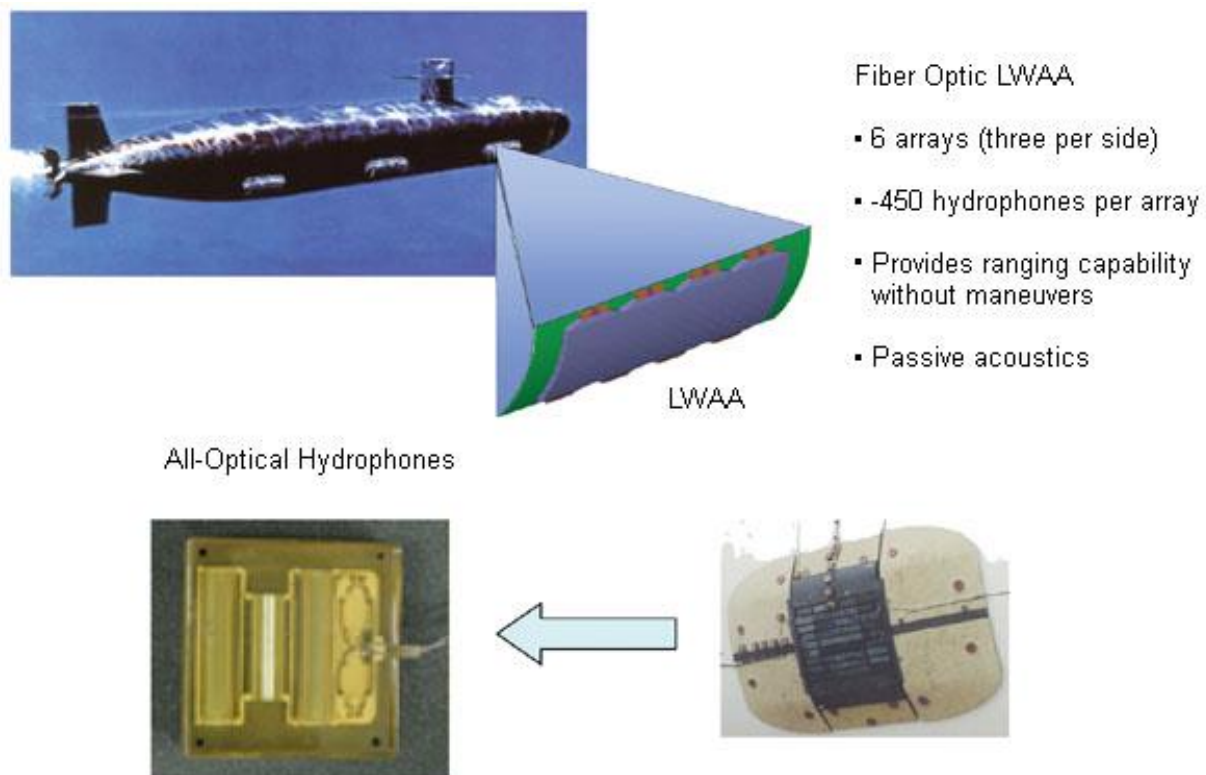 Fiber Optic LWAA
▪ 6 arrays (three per side)
▪ -450 hydrophones per array
▪ Provides ranging capability
without maneuvers
▪ Passive acoustics
LWAA
All-Optical Hydrophones